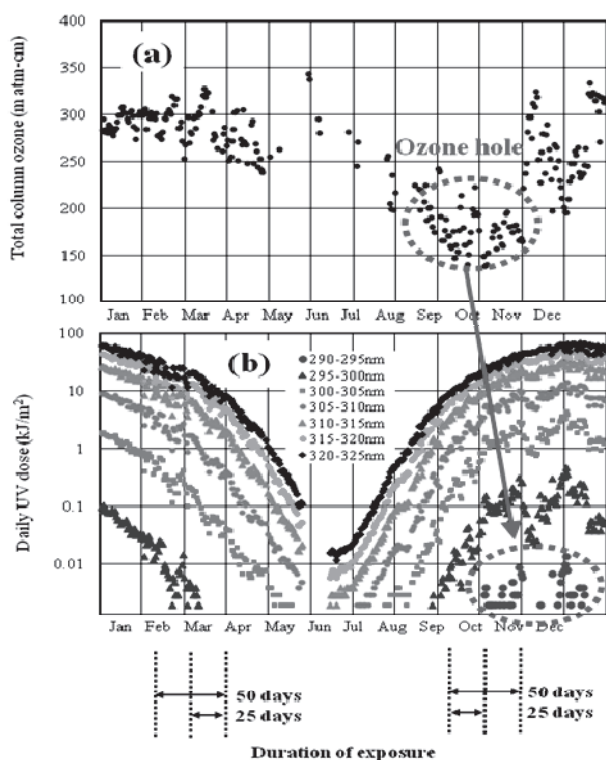 400
(a)
350
300
Ozone hole
250
200
150
100
Total column ozone (m atm-cm)
Jan Feb Mar Apr May Jun Jul Aug Sep Oct Nov Dec
100
(b)
10
1
0.1
0.01
Daily UV dose (kJ/m²)
290-295nm
295-300nm
300-305nm
305-310nm
310-315nm
315-320nm
320-325nm
Jan Feb Mar Apr May Jun Jul Aug Sep Oct Nov Dec
50 days
25 days
50 days
25 days
Duration of exposure